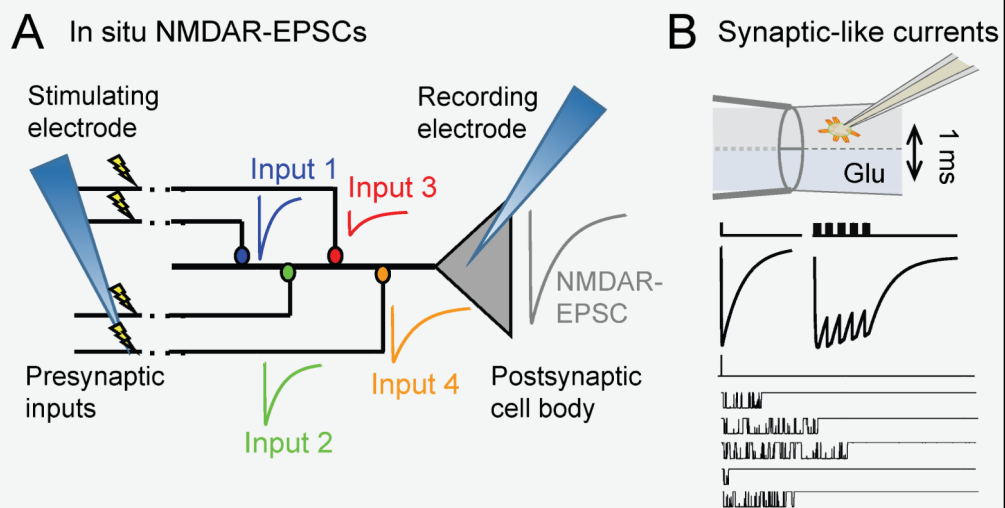 A In situ NMDAR-EPSCs
Stimulating
electrode
Recording
electrode
Input 1
Input 3
NMDAR-
EPSC
Presynaptic
inputs
Input 2
Input 4
Postsynaptic
cell body
B Synaptic-like currents
Glu
1 ms